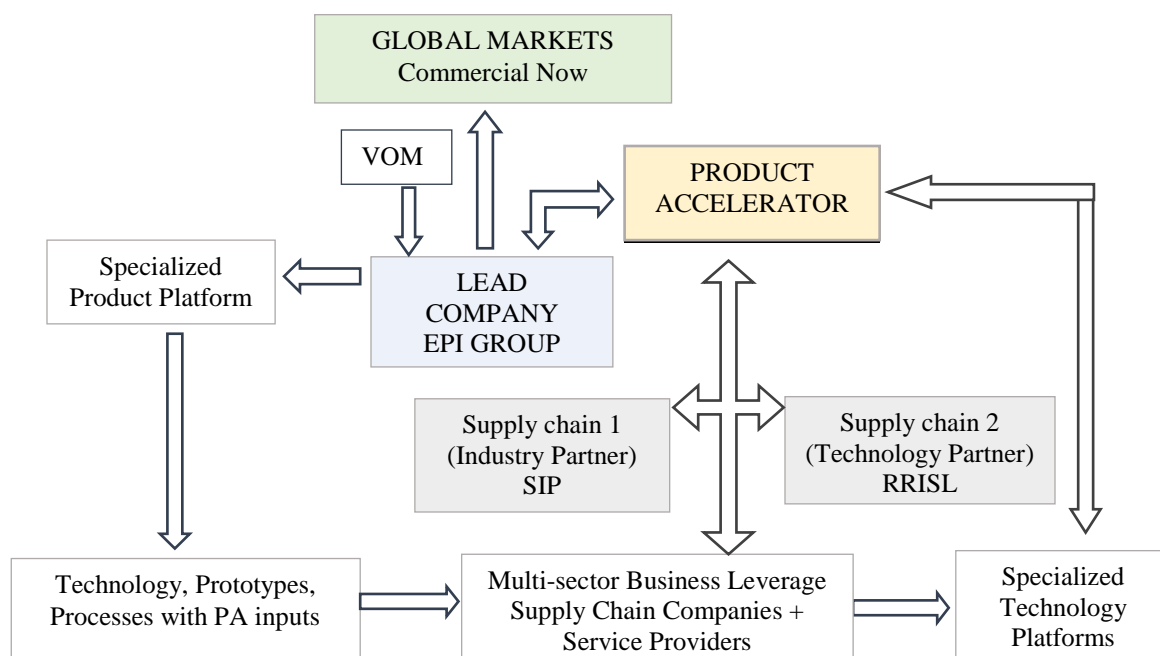 GLOBAL MARKETS
Commercial Now
VOM
PRODUCT
ACCELERATOR
Specialized
Product Platform
LEAD
COMPANY
EPI GROUP
Supply chain 1
(Industry Partner)
SIP
Supply chain 2
(Technology Partner)
RRISL
Technology, Prototypes,
Processes with PA inputs
Multi-sector Business Leverage
Supply Chain Companies +
Service Providers
Specialized
Technology
Platforms